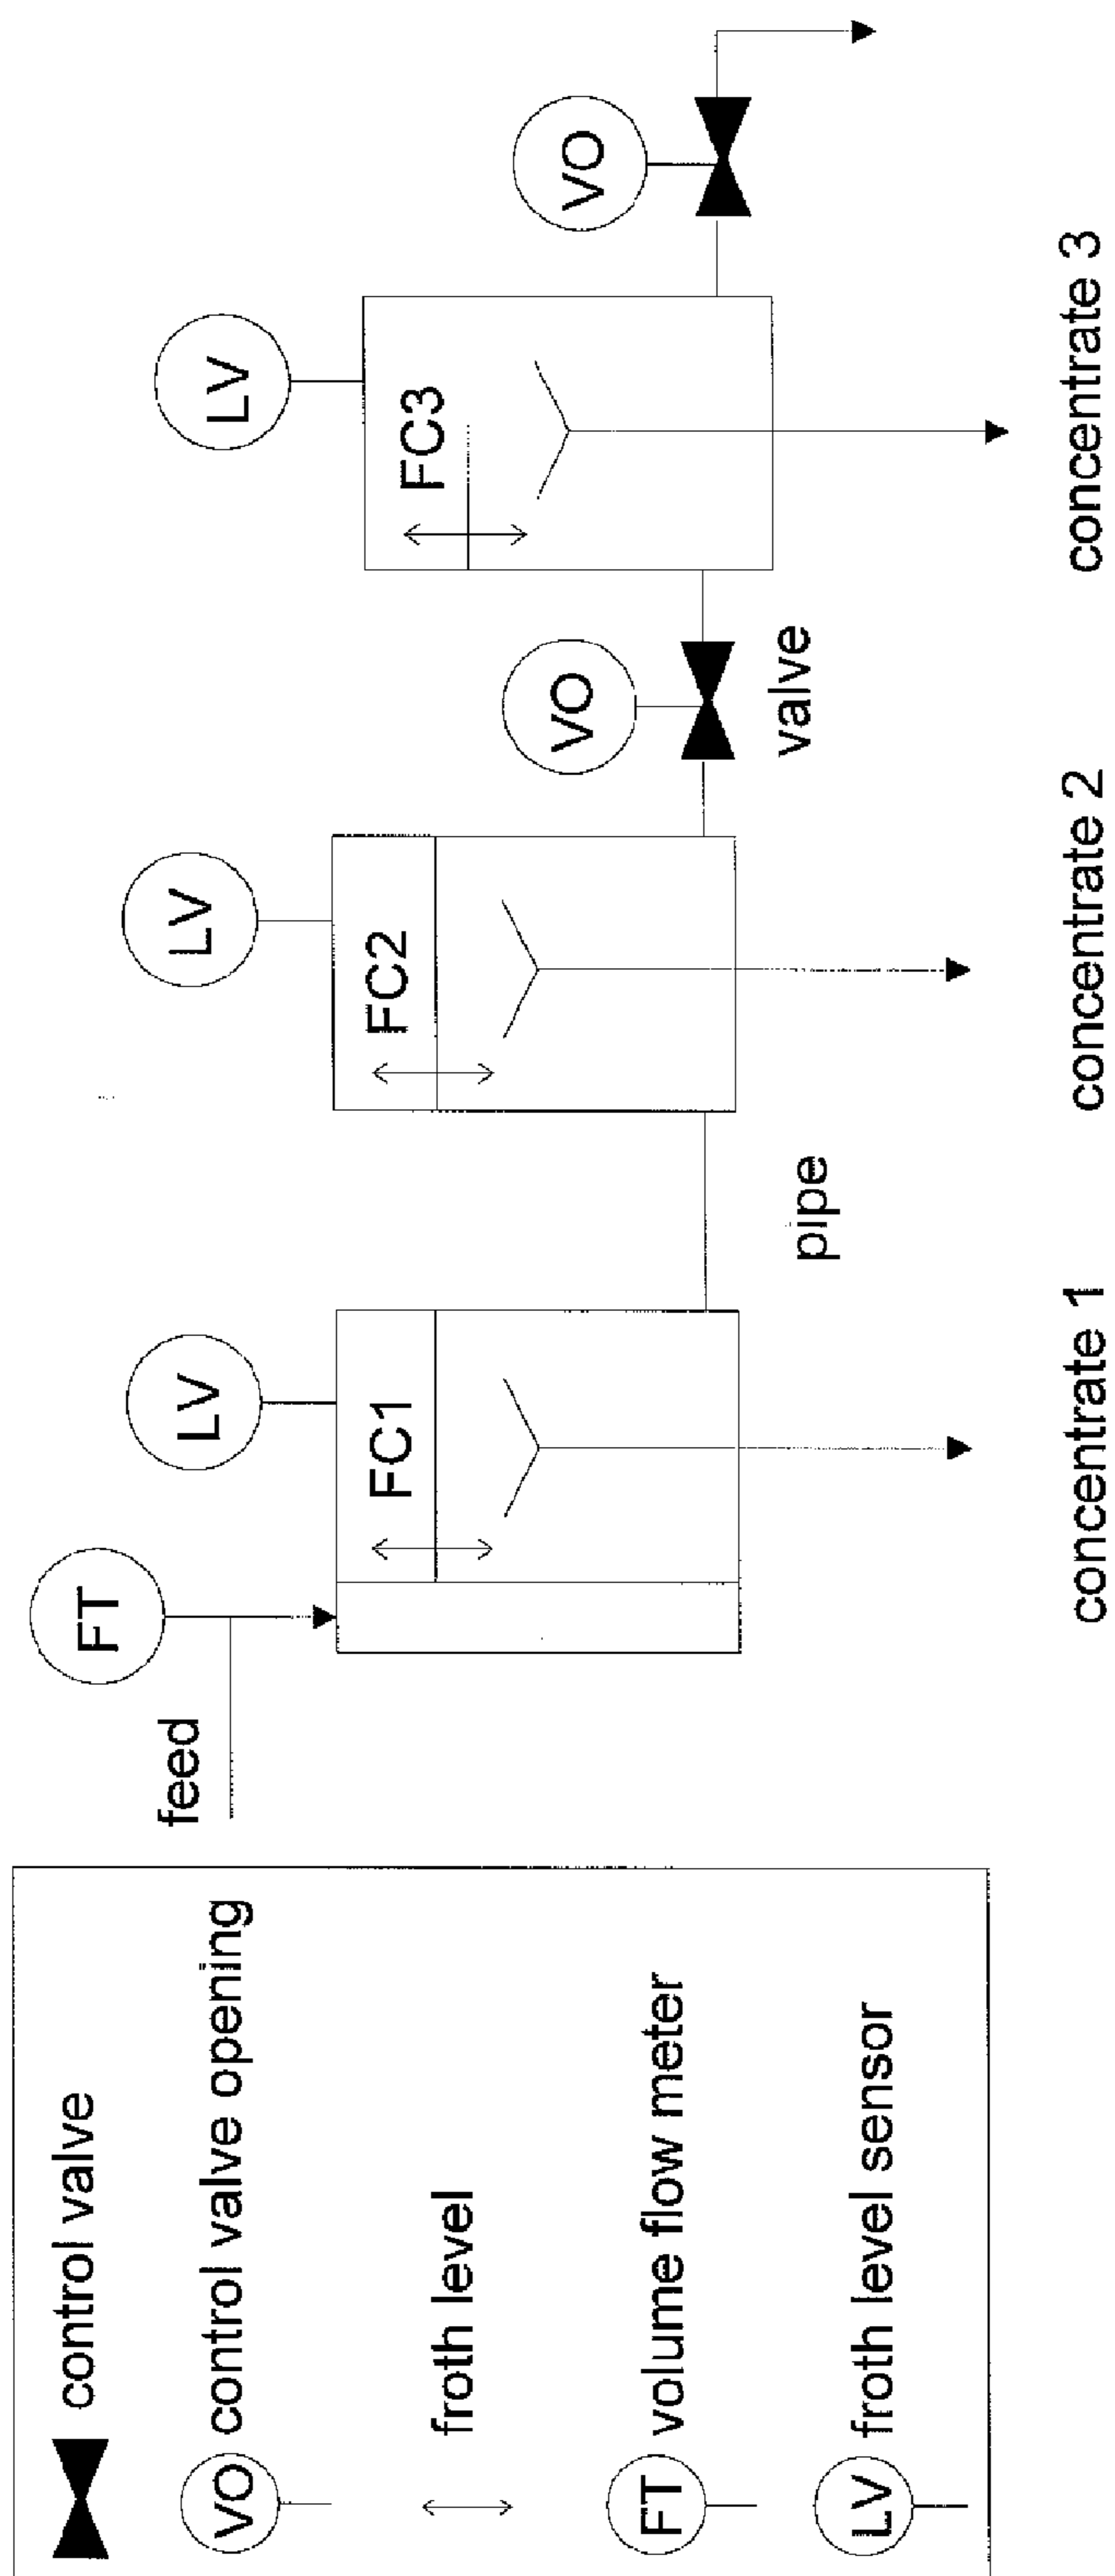 control valve
VO control valve opening
froth level
FT volume flow meter
LV froth level sensor
feed
FT
LV
FC1
pipe
concentrate 1
LV
FC2
VO
valve
concentrate 2
LV
FC3
VO
concentrate 3